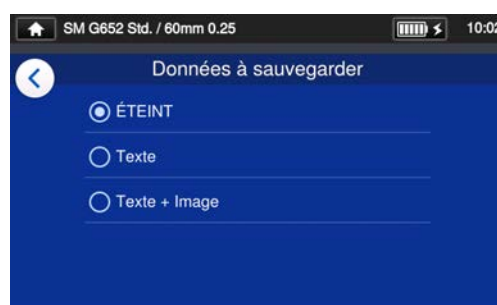 SM G652 Std. / 60mm 0.25
10:02
Données à sauvegarder
ÉTEINT
Texte
Texte + Image